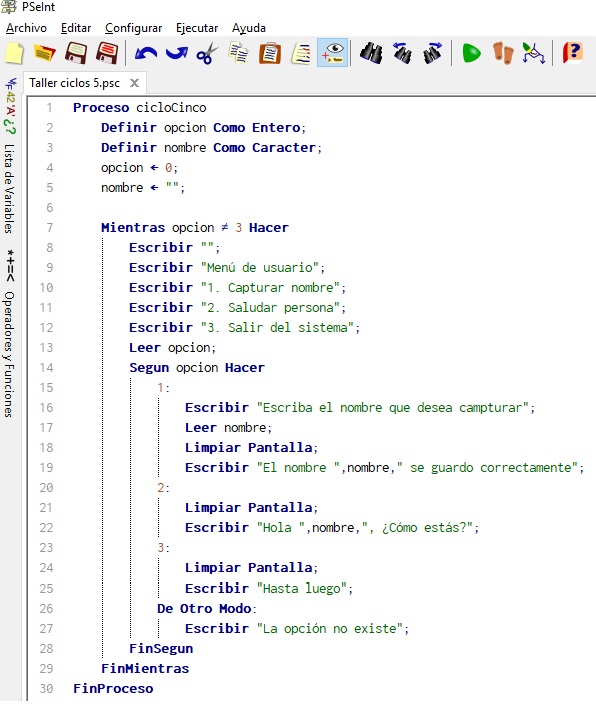 PSeInt
Archivo Editar Configurar Ejecutar Ayuda
Taller ciclos 5.psc X
Lista de Variables
Operadores y Funciones
1 Proceso cicloCinco
2 Definir opcion Como Entero;
3 Definir nombre Como Caracter;
4 opcion ← 0;
5 nombre ← "";
6
7 Mientras opcion ≠ 3 Hacer
8 Escribir "";
9 Escribir "Menú de usuario";
10 Escribir "1. Capturar nombre";
11 Escribir "2. Saludar persona";
12 Escribir "3. Salir del sistema";
13 Leer opcion;
14 Segun opcion Hacer
15 1:
16 Escribir "Escriba el nombre que desea campturar";
17 Leer nombre;
18 Limpiar Pantalla;
19 Escribir "El nombre ",nombre," se guardo correctamente";
20 2:
21 Limpiar Pantalla;
22 Escribir "Hola ",nombre,", ¿Cómo estás?";
23 3:
24 Limpiar Pantalla;
25 Escribir "Hasta luego";
26 De Otro Modo:
27 Escribir "La opción no existe";
28 FinSegun
29 FinMientras
30 FinProceso